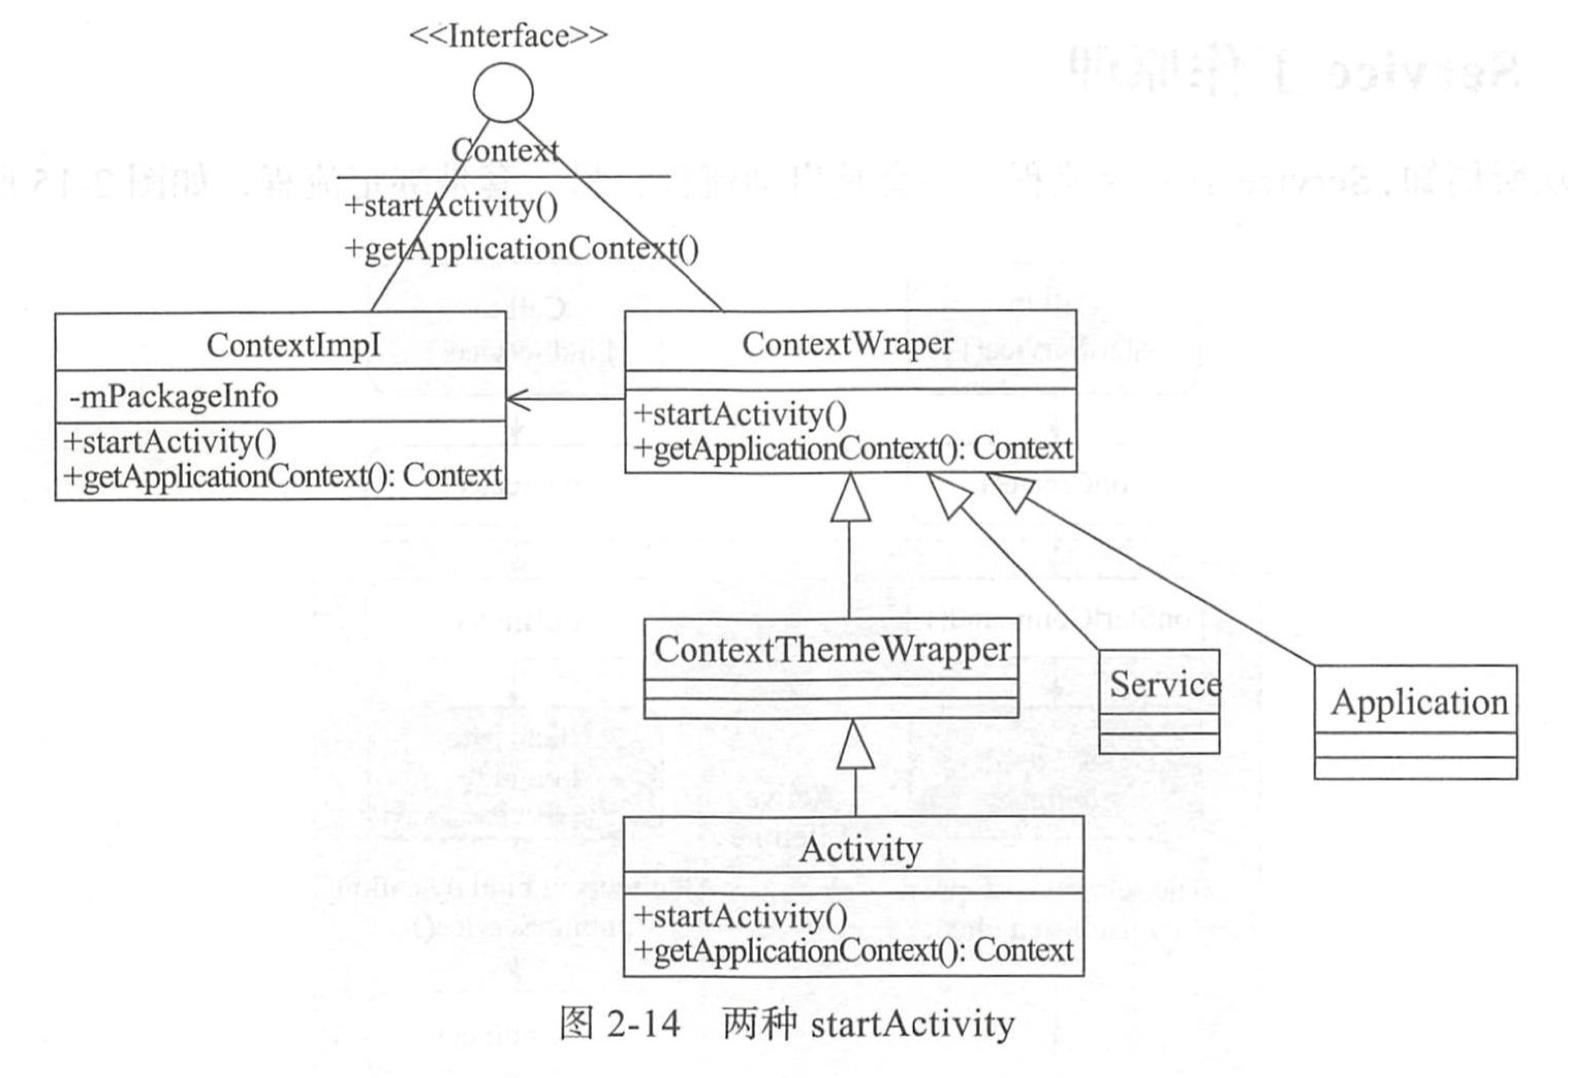 <<Interface>>
Context
+startActivity()
+getApplicationContext()
ContextImpI
-mPackageInfo
+startActivity()
+getApplicationContext(): Context
ContextWraper
+startActivity()
+getApplicationContext(): Context
ContextThemeWrapper
Service
Application
Activity
+startActivity()
+getApplicationContext(): Context
图 2-14 两种 startActivity